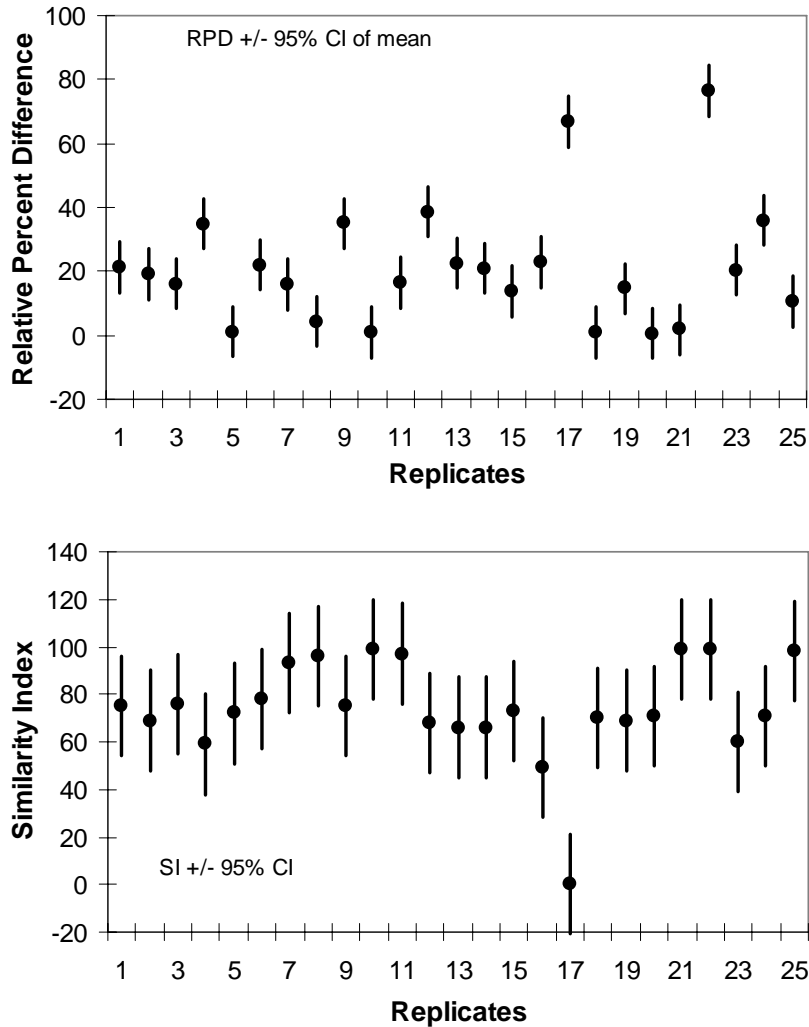 RPD +/- 95% CI of mean
Relative Percent Difference
100
80
60
40
20
0
-20
1 3 5 7 9 11 13 15 17 19 21 23 25
Replicates
SI +/- 95% CI
Similarity Index
140
120
100
80
60
40
20
0
-20
1 3 5 7 9 11 13 15 17 19 21 23 25
Replicates